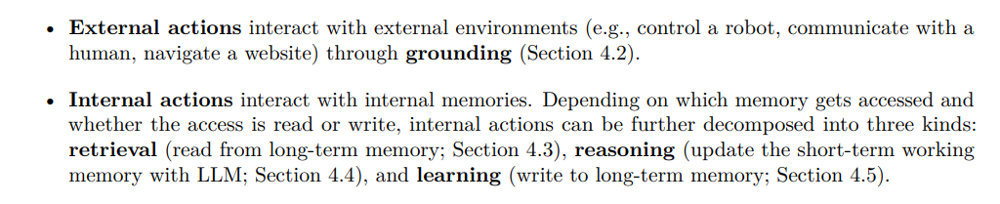 • External actions interact with external environments (e.g., control a robot, communicate with a
human, navigate a website) through grounding (Section 4.2).
• Internal actions interact with internal memories. Depending on which memory gets accessed and
whether the access is read or write, internal actions can be further decomposed into three kinds:
retrieval (read from long-term memory; Section 4.3), reasoning (update the short-term working
memory with LLM; Section 4.4), and learning (write to long-term memory; Section 4.5).